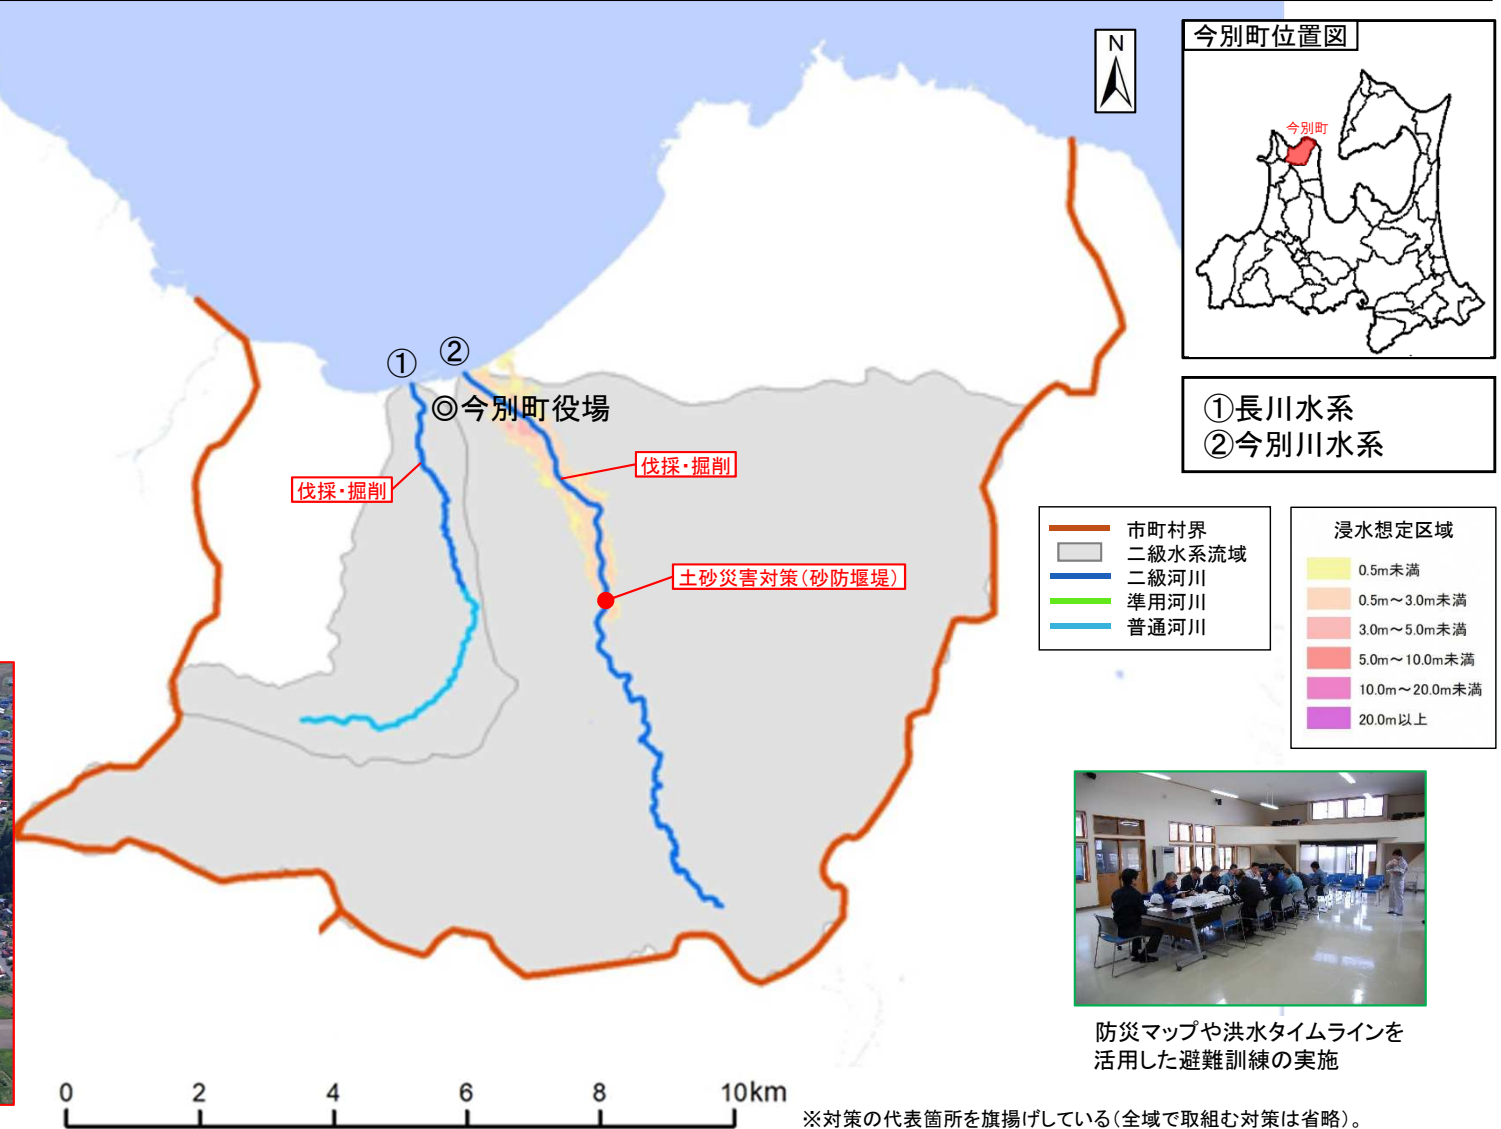 N
今別町位置図
今別町
①
②
◎今別町役場
①長川水系
②今別川水系
伐採・掘削
伐採・掘削
土砂災害対策(砂防堰堤)
市町村界
二級水系流域
二級河川
準用河川
普通河川
浸水想定区域
0.5m未満
0.5m～3.0m未満
3.0m～5.0m未満
5.0m～10.0m未満
10.0m～20.0m未満
20.0m以上
防災マップや洪水タイムラインを
活用した避難訓練の実施
0 2 4 6 8 10km
※対策の代表箇所を旗揚げしている(全域で取組む対策は省略)。